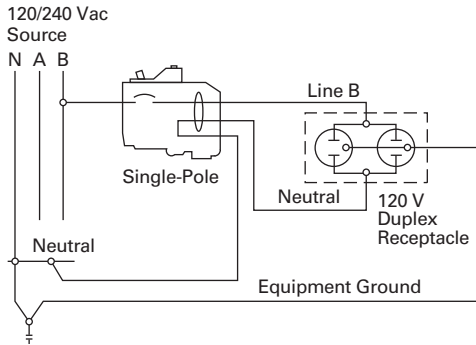 120/240 Vac
Source
N A B
Line B
Single-Pole
Neutral
120 V
Duplex
Receptacle
Neutral
Equipment Ground